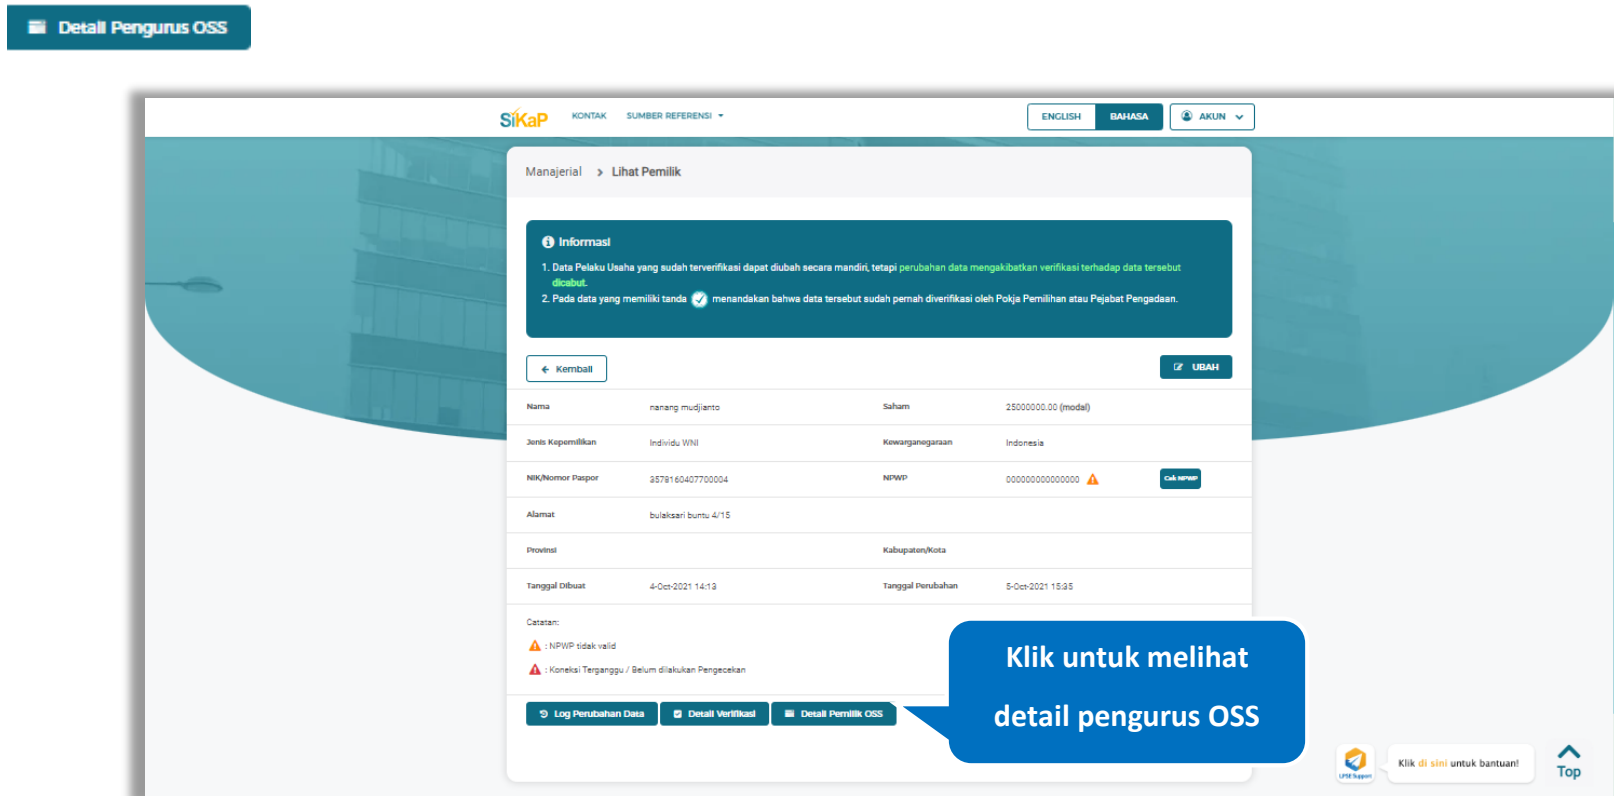 Detail Pengurus OSS
SiKaP KONTAK SUMBER REFERENSI ENGLISH BAHASA AKUN
Manajerial > Lihat Pemilik
Informasi
1. Data Pelaku Usaha yang sudah terverifikasi dapat diubah secara mandiri, tetapi perubahan data mengakibatkan verifikasi terhadap data tersebut
dicabut.
2. Pada data yang memiliki tanda menandakan bahwa data tersebut sudah pernah diverifikasi oleh Pokja Pemilihan atau Pejabat Pengadaan.
Kembali UBAH
Nama nanang mudjianto Saham 25000000.00 (modal)
Jenis Kepemilikan Individu WNI Kewarganegaraan Indonesia
NIK/Nomor Paspor 3578160407700004 NPWP 000000000000000 Cek NPWP
Alamat bulaksari buntu 4/15
Provinsi Kabupaten/Kota
Tanggal Dibuat 4-Oct-2021 14:13 Tanggal Perubahan 5-Oct-2021 15:35
Catatan:
: NPWP tidak valid
: Koneksi Terganggu / Belum dilakukan Pengecekan
Log Perubahan Data Detail Verifikasi Detail Pemilik OSS
Klik untuk melihat
detail pengurus OSS
LPSE Support Klik di sini untuk bantuan! Top